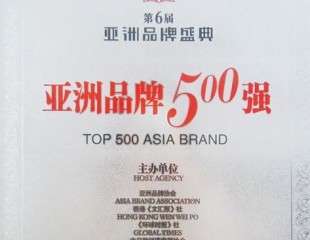 第6届
亚洲品牌盛典
亚洲品牌500强
TOP 500 ASIA BRAND
主办单位
HOST AGENCY
亚洲品牌协会
ASIA BRAND ASSOCIATION
香港《文汇报》社
HONG KONG WEN WEI PO
《环球时报》社
GLOBAL TIMES